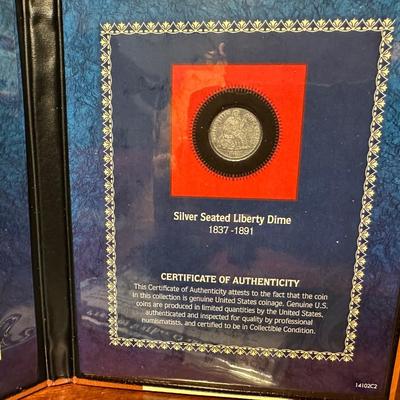 Silver Seated Liberty Dime
1837 -1891
CERTIFICATE OF AUTHENTICITY
This Certificate of Authenticity attests to the fact that the coin
in this collection is genuine United States coinage. Genuine U.S.
coins are produced in limited quantities by the United States,
authenticated and inspected for quality by professional
numismatists, and certified to be in Collectible Condition.
14102C2